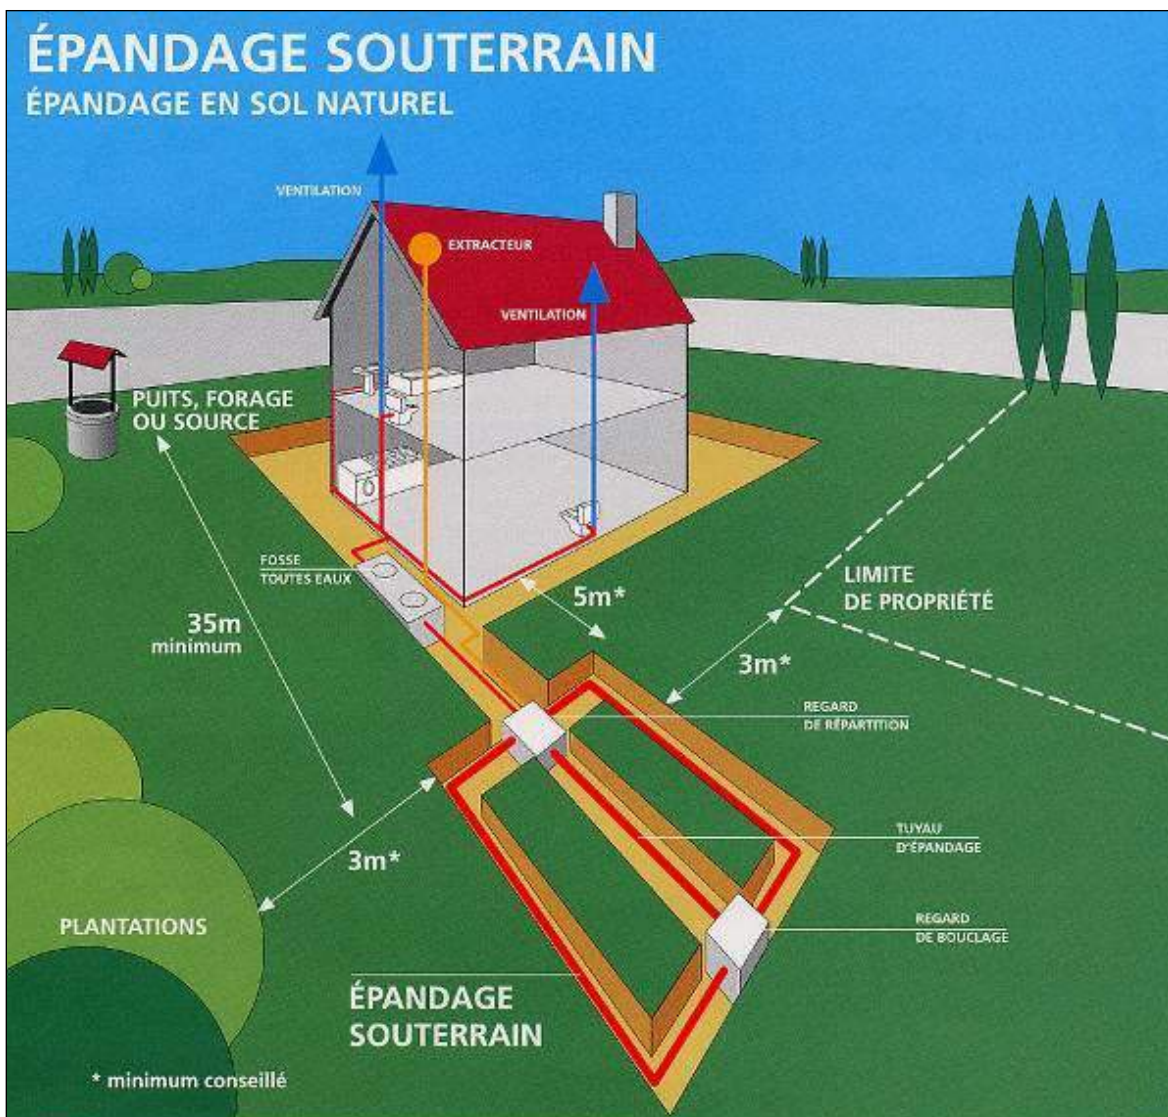 ÉPANDAGE SOUTERRAIN
ÉPANDAGE EN SOL NATUREL
VENTILATION
EXTRACTEUR
VENTILATION
PUITS, FORAGE
OU SOURCE
FOSSE
TOUTES EAUX
35m
minimum
5m*
LIMITE
DE PROPRIÉTÉ
3m*
REGARD
DE RÉPARTITION
TUYAU
D'ÉPANDAGE
3m*
PLANTATIONS
REGARD
DE BOUCLAGE
ÉPANDAGE
SOUTERRAIN
* minimum conseillé